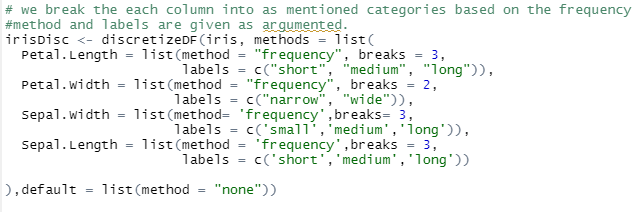 # we break the each column into as mentioned categories based on the frequency
#method and labels are given as argumented.
irisDisc <- discretizeDF(iris, methods = list(
  Petal.Length = list(method = "frequency", breaks = 3,
                      labels = c("short", "medium", "long")),
  Petal.Width = list(method = "frequency", breaks = 2,
                     labels = c("narrow", "wide")),
  Sepal.Width = list(method= 'frequency',breaks= 3,
                     labels = c('small','medium','long')),
  Sepal.Length = list(method = 'frequency',breaks = 3,
                      labels = c('short','medium','long'))
),default = list(method = "none"))